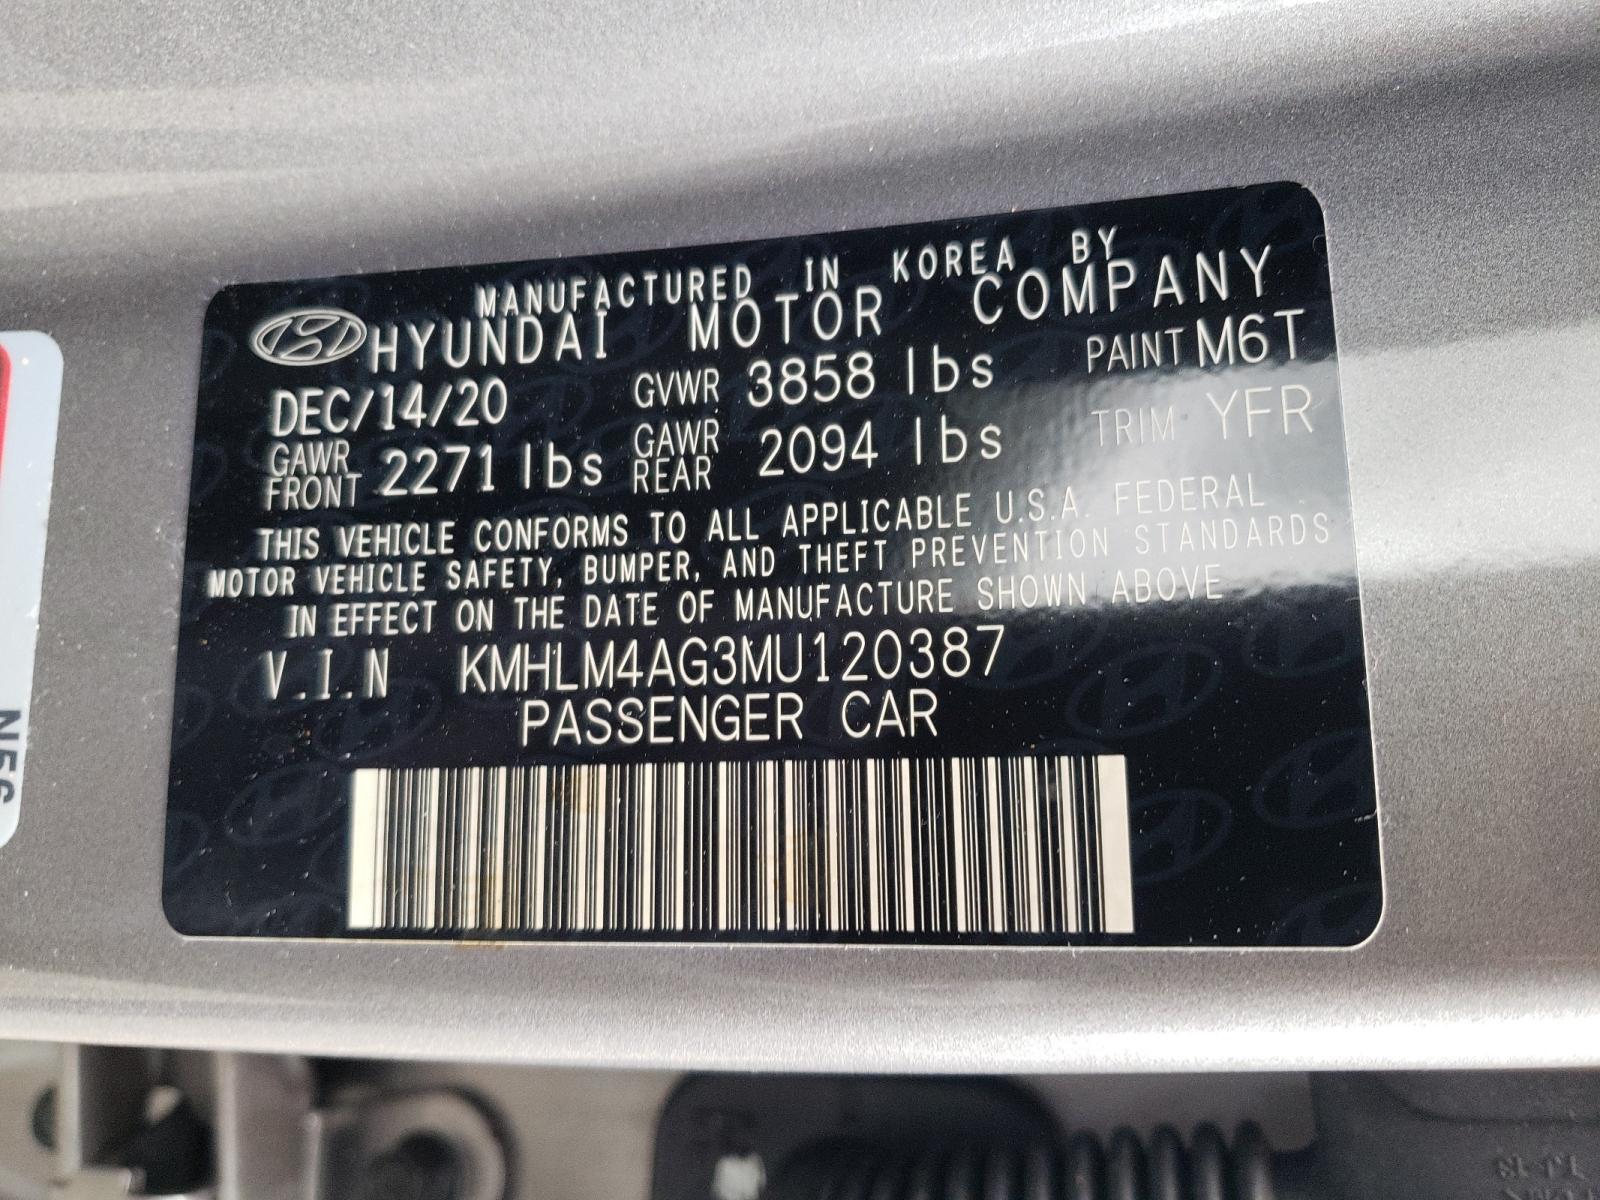 MANUFACTURED IN KOREA BY
HYUNDAI MOTOR COMPANY
DEC/14/20 GVWR 3858 lbs PAINT M6T
GAWR FRONT 2271 lbs GAWR REAR 2094 lbs TRIM YFR
THIS VEHICLE CONFORMS TO ALL APPLICABLE U.S.A. FEDERAL
MOTOR VEHICLE SAFETY, BUMPER, AND THEFT PREVENTION STANDARDS
IN EFFECT ON THE DATE OF MANUFACTURE SHOWN ABOVE
V.I.N KMHLM4AG3MU120387
PASSENGER CAR